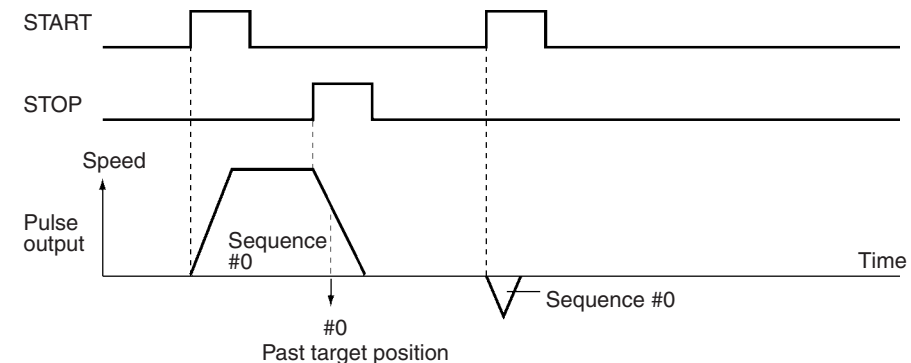 START
STOP
Speed
Pulse
output
Sequence
#0
Time
Sequence #0
#0
Past target position